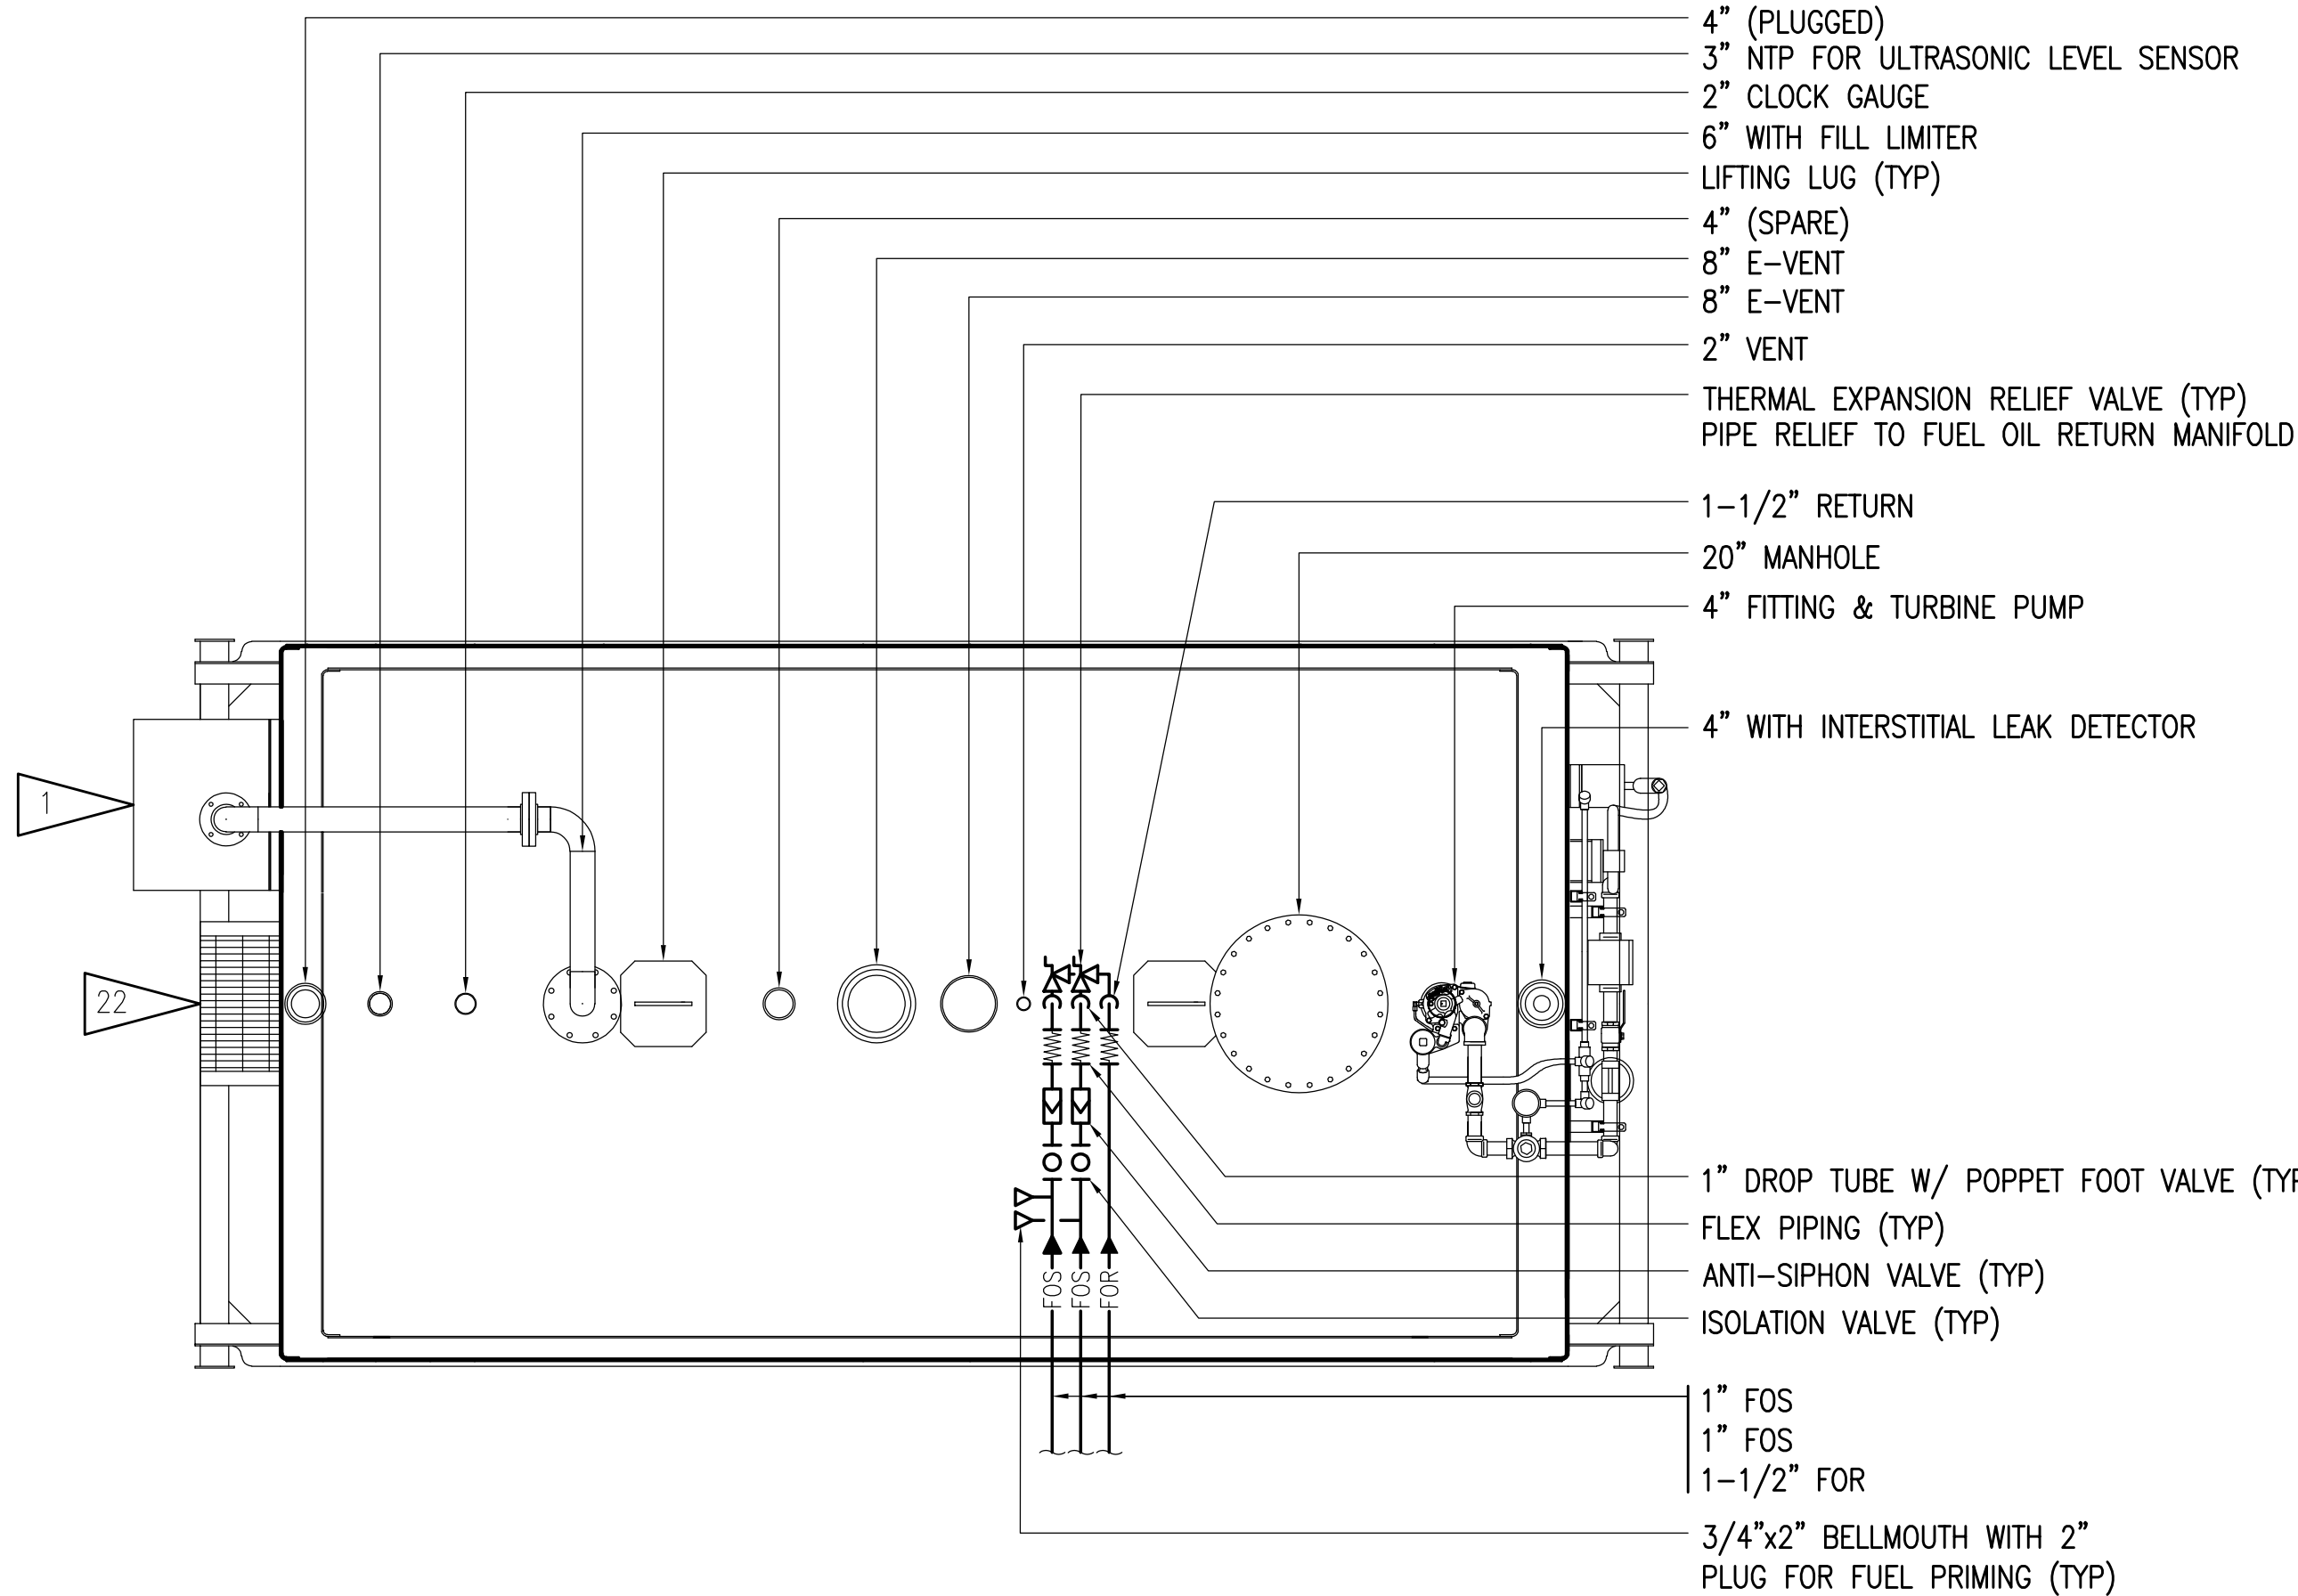 4" (PLUGGED)
3" NTP FOR ULTRASONIC LEVEL SENSOR
2" CLOCK GAUGE
6" WITH FILL LIMITER
LIFTING LUG (TYP)
4" (SPARE)
8" E-VENT
8" E-VENT
2" VENT
THERMAL EXPANSION RELIEF VALVE (TYP)
PIPE RELIEF TO FUEL OIL RETURN MANIFOLD
1-1/2" RETURN
20" MANHOLE
4" FITTING & TURBINE PUMP
4" WITH INTERSTITIAL LEAK DETECTOR
1
22
1" DROP TUBE W/ POPPET FOOT VALVE (TYP
FLEX PIPING (TYP)
ANTI-SIPHON VALVE (TYP)
ISOLATION VALVE (TYP)
FOS
FOS
FOR
1" FOS
1" FOS
1-1/2" FOR
3/4"x2" BELLMOUTH WITH 2"
PLUG FOR FUEL PRIMING (TYP)